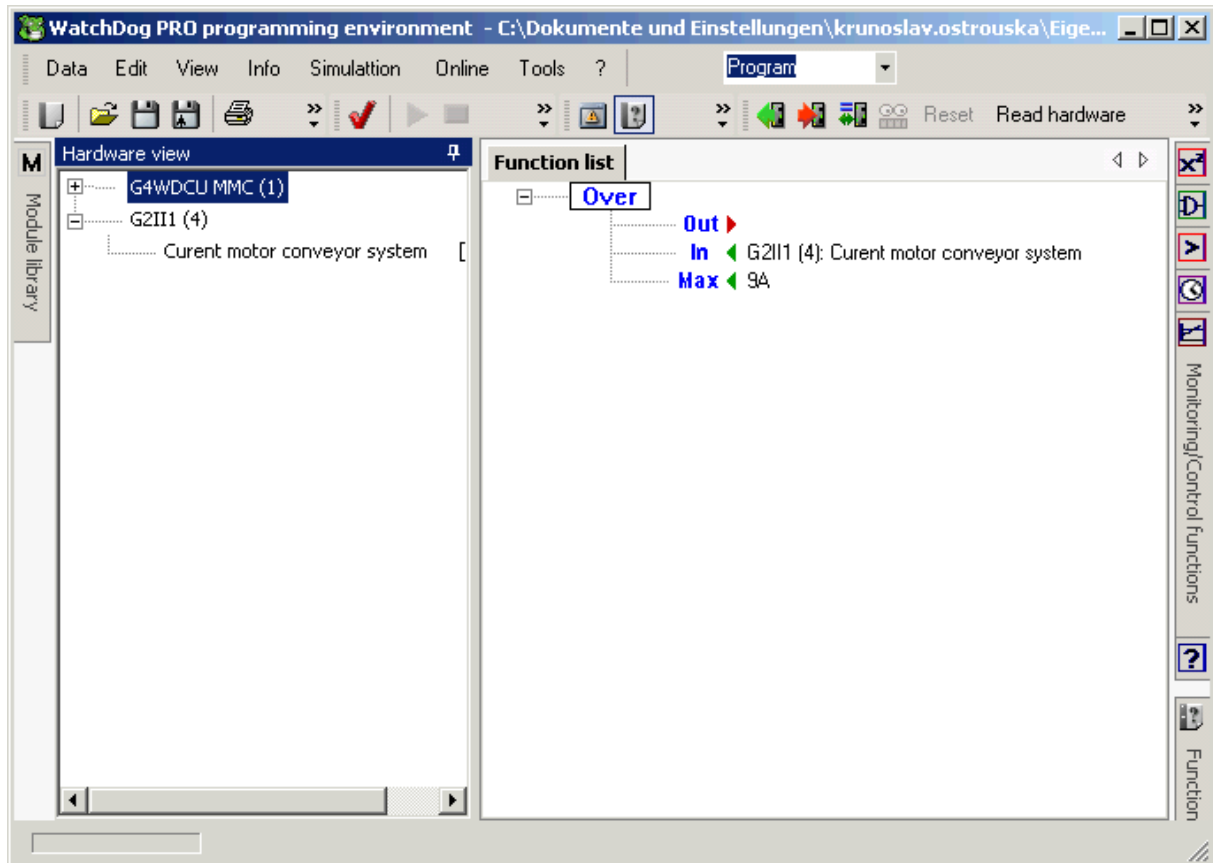 WatchDog PRO programming environment - C:\Dokumente und Einstellungen\krunoslav.ostrouska\Eige...
Data Edit View Info Simulattion Online Tools ? Program
Reset Read hardware
M Module library
Hardware view
G4WDCU MMC (1)
G2II1 (4)
Curent motor conveyor system [
Function list
Over
Out
In G2II1 (4): Curent motor conveyor system
Max 9A
x²
Monitoring/Control functions
?
Function